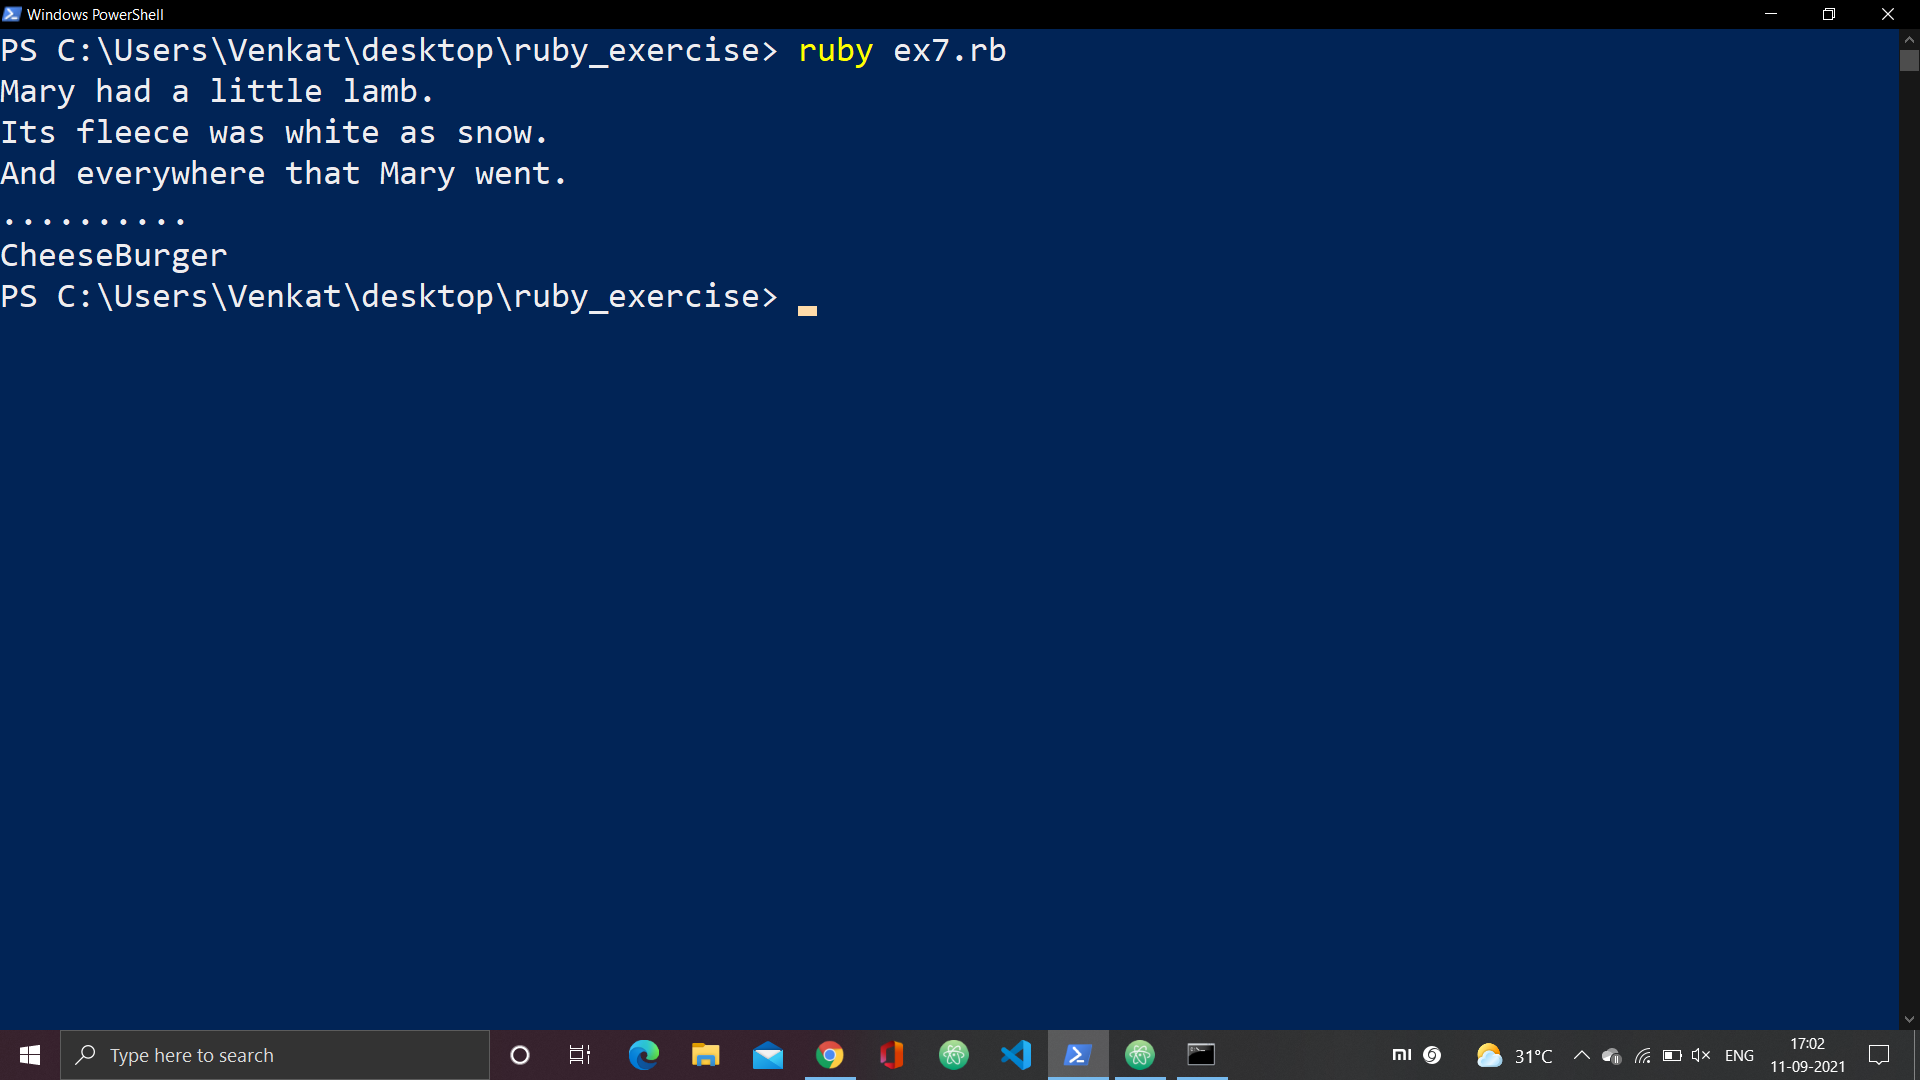 Windows PowerShell
PS C:\Users\Venkat\desktop\ruby_exercise> ruby ex7.rb
Mary had a little lamb.
Its fleece was white as snow.
And everywhere that Mary went.
..........
CheeseBurger
PS C:\Users\Venkat\desktop\ruby_exercise>
Type here to search
31°C
ENG
17:02
11-09-2021